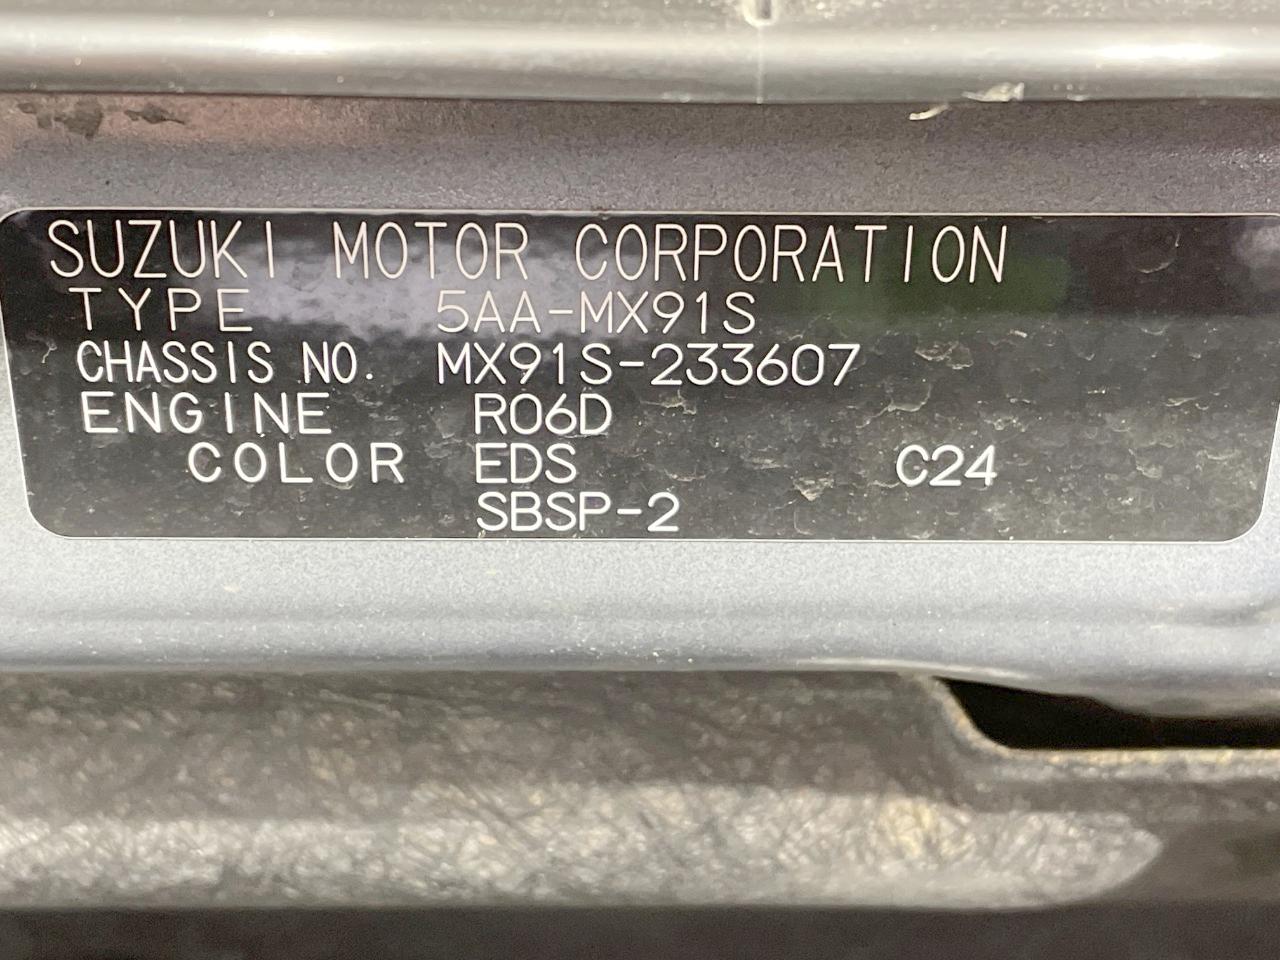 SUZUKI MOTOR CORPORATION
TYPE 5AA-MX91S
CHASSIS NO. MX91S-233607
ENGINE R06D
COLOR EDS C24
SBSP-2